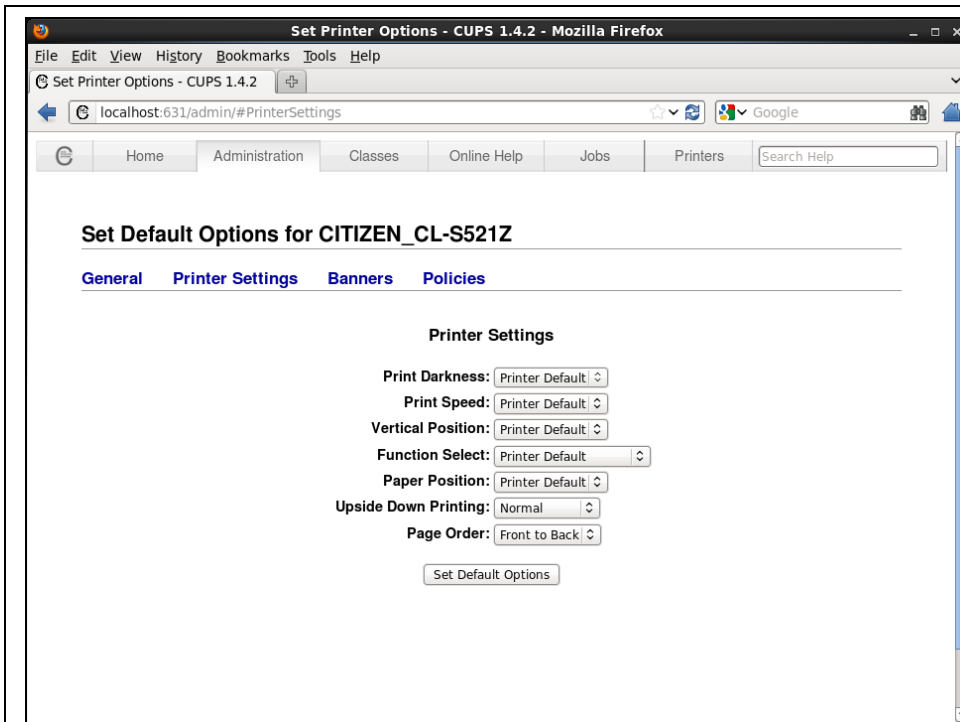 Set Printer Options - CUPS 1.4.2 - Mozilla Firefox
File Edit View History Bookmarks Tools Help
Set Printer Options - CUPS 1.4.2
localhost:631/admin/#PrinterSettings Google
Home Administration Classes Online Help Jobs Printers Search Help
Set Default Options for CITIZEN_CL-S521Z
General Printer Settings Banners Policies
Printer Settings
Print Darkness: Printer Default
Print Speed: Printer Default
Vertical Position: Printer Default
Function Select: Printer Default
Paper Position: Printer Default
Upside Down Printing: Normal
Page Order: Front to Back
Set Default Options